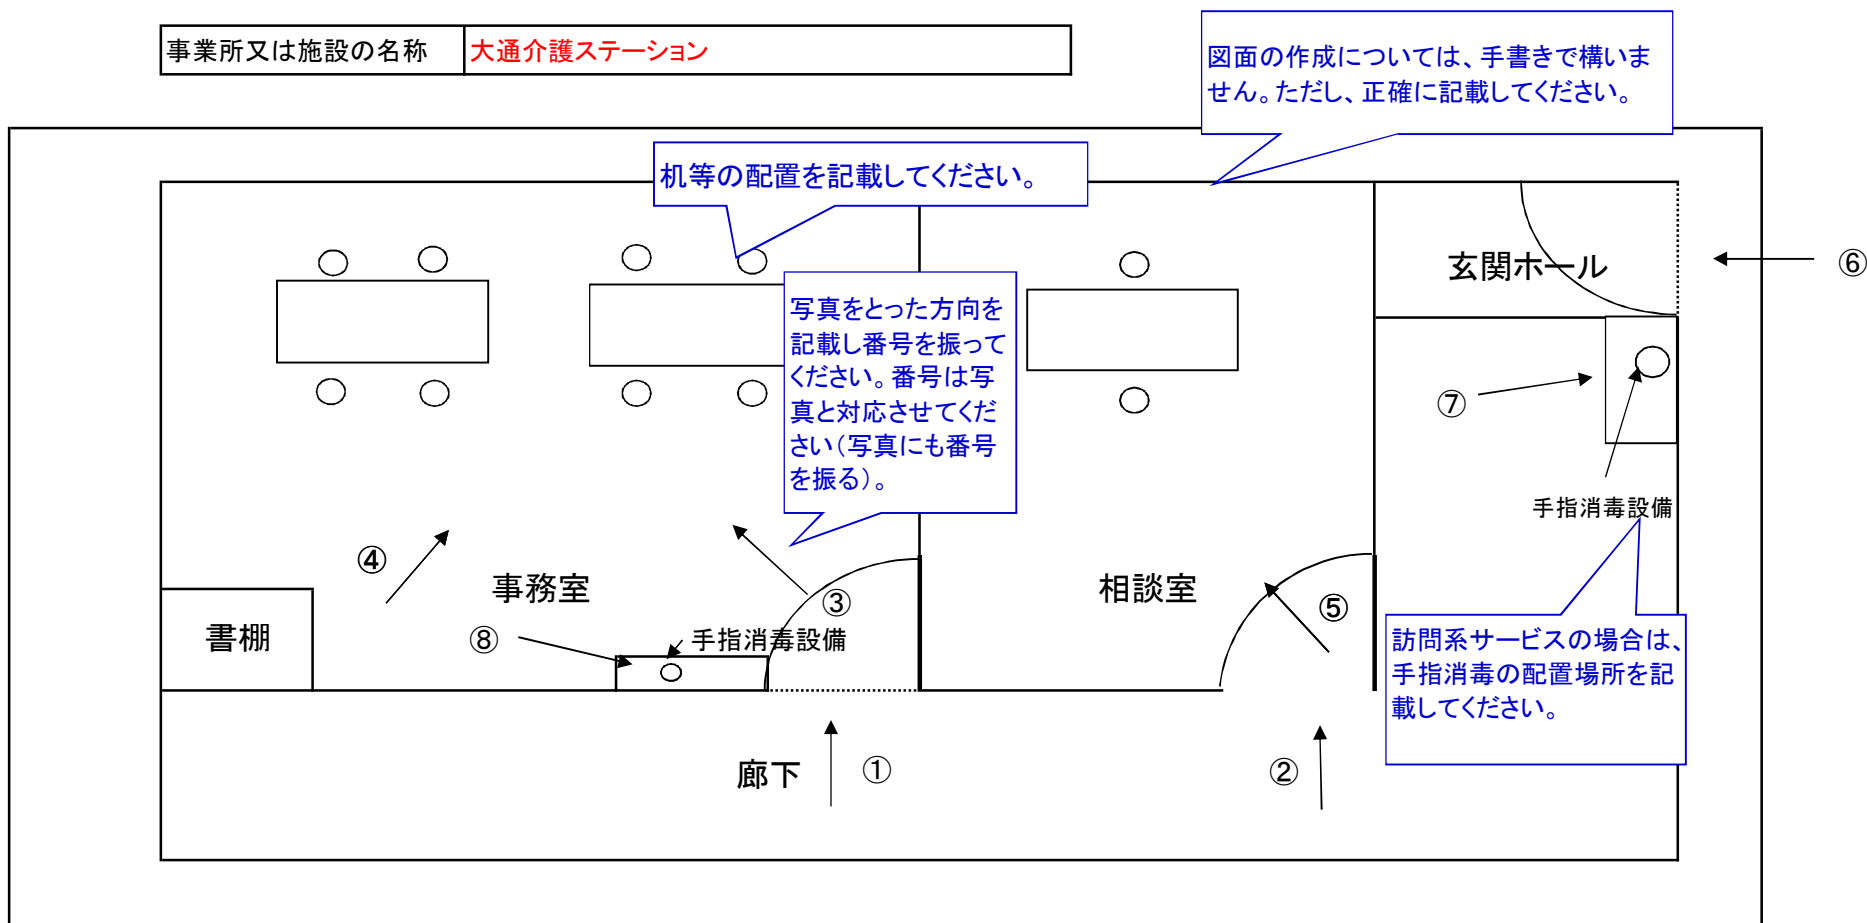 事業所又は施設の名称
大通介護ステーション
図面の作成については、手書きで構いま
せん。ただし、正確に記載してください。
机等の配置を記載してください。
玄関ホール
⑥
写真をとった方向を
記載し番号を振って
ください。番号は写
真と対応させてくだ
さい（写真にも番号
を振る）。
⑦
手指消毒設備
④
事務室
③
相談室
⑤
書棚
⑧
手指消毒設備
訪問系サービスの場合は、
手指消毒の配置場所を記
載してください。
廊下
①
②